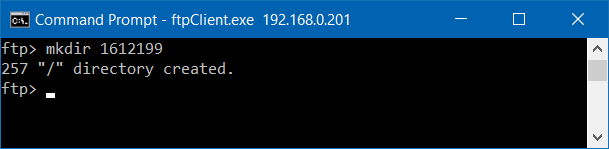 Command Prompt - ftpClient.exe 192.168.0.201
ftp> mkdir 1612199
257 "/" directory created.
ftp>